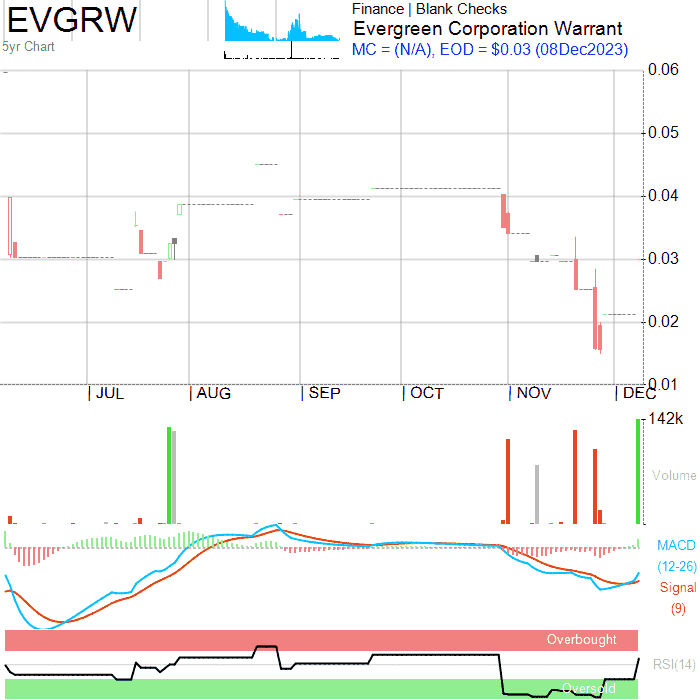 EVGRW
5yr Chart
Finance | Blank Checks
Evergreen Corporation Warrant
MC = (N/A), EOD = $0.03 (08Dec2023)
0.06
0.05
0.04
0.03
0.02
0.01
JUL AUG SEP OCT NOV DEC
142k
Volume
MACD
(12-26)
Signal
(9)
Overbought
RSI(14)
Oversold